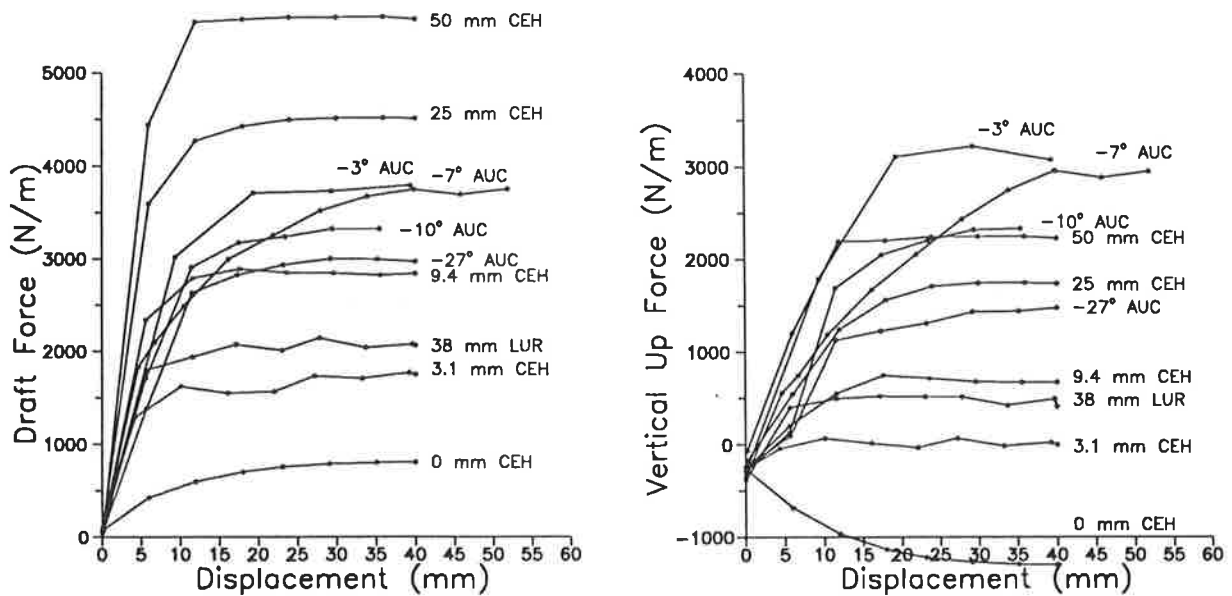 50 mm CEH
5000
25 mm CEH
4000
-3° AUC
-7° AUC
-10° AUC
3000
-27° AUC
9.4 mm CEH
38 mm LUR
2000
3.1 mm CEH
1000
0 mm CEH
0
0 5 10 15 20 25 30 35 40 45 50 55 60
Displacement (mm)
Draft Force (N/m)
4000
-3° AUC
-7° AUC
3000
-10° AUC
50 mm CEH
2000
25 mm CEH
-27° AUC
1000
9.4 mm CEH
38 mm LUR
0
3.1 mm CEH
0 mm CEH
-1000
0 5 10 15 20 25 30 35 40 45 50 55 60
Displacement (mm)
Vertical Up Force (N/m)